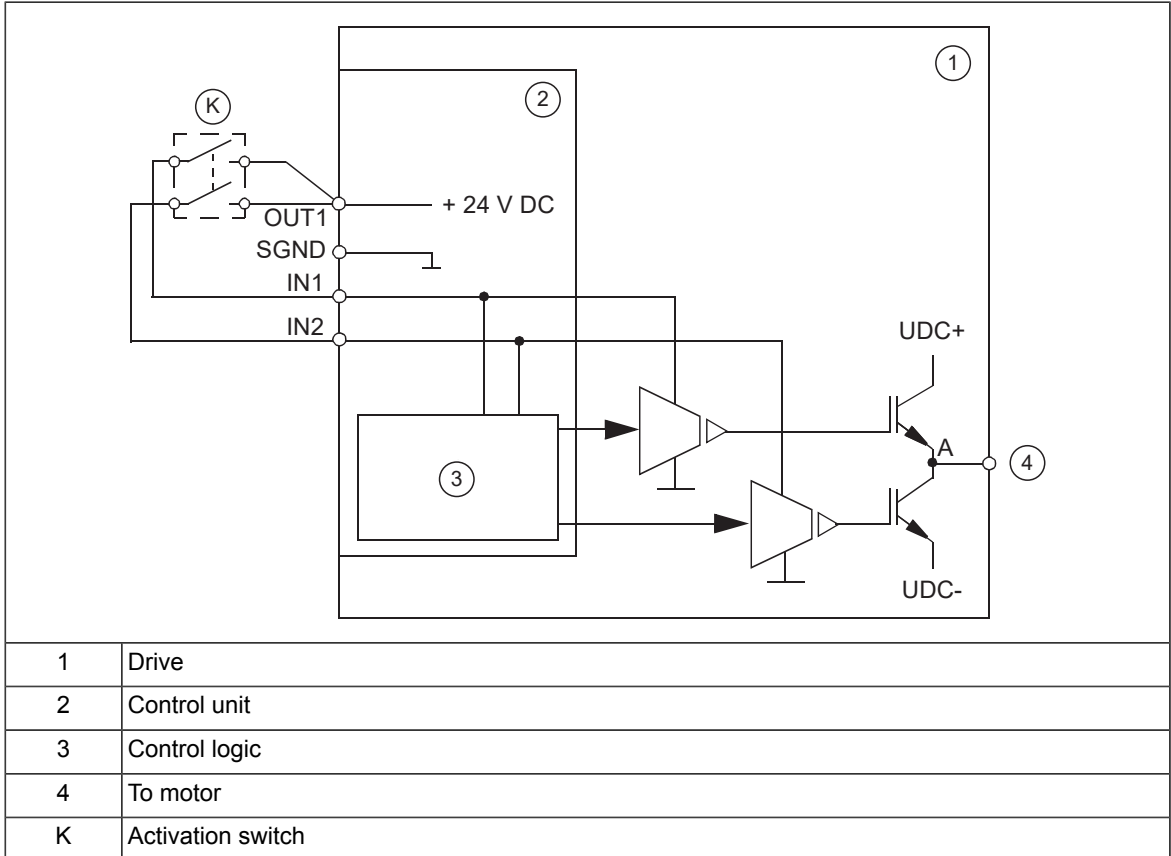 1
2
K
+ 24 V DC
OUT1
SGND
IN1
IN2
UDC+
A
4
3
UDC-
1 Drive
2 Control unit
3 Control logic
4 To motor
K Activation switch